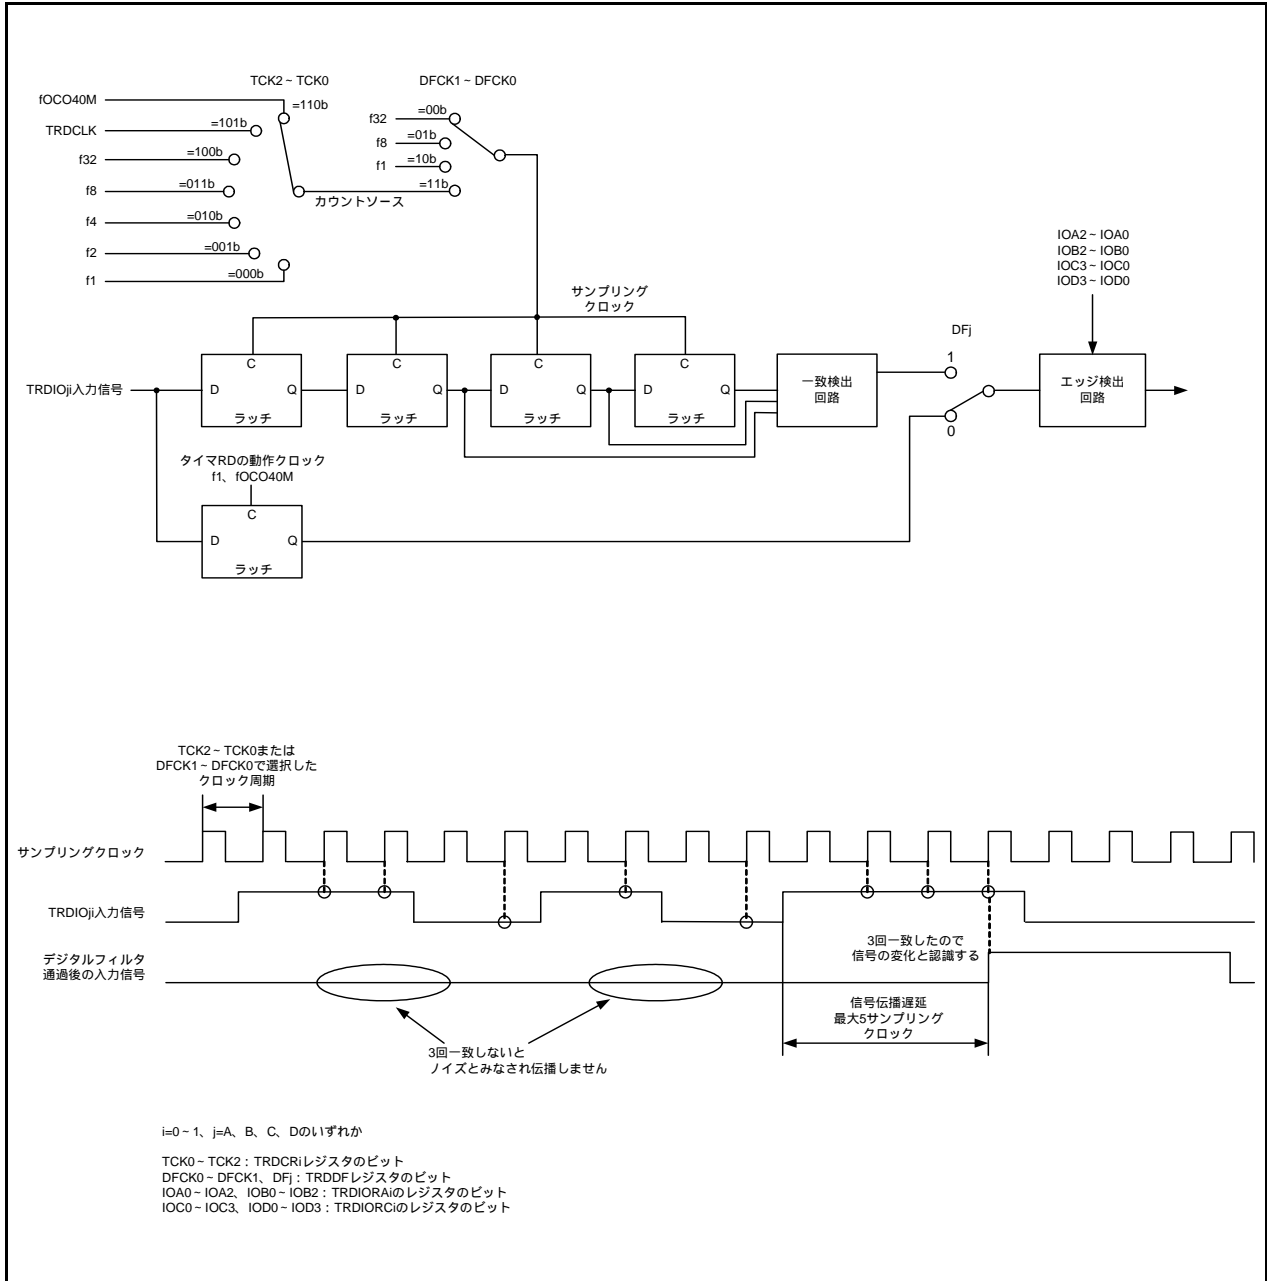 TCK2~TCK0
DFCK1~DFCK0
fOCO40M
=110b
TRDCLK
=101b
f32
=100b
f8
=011b
f4
=010b
f2
=001b
f1
=000b
カウントソース
f32
=00b
f8
=01b
f1
=10b
=11b
サンプリング
クロック
IOA2~IOA0
IOB2~IOB0
IOC3~IOC0
IOD3~IOD0
TRDIOji入力信号
C
D
Q
ラッチ
C
D
Q
ラッチ
C
D
Q
ラッチ
C
D
Q
ラッチ
一致検出
回路
DFj
1
0
エッジ検出
回路
タイマRDの動作クロック
f1、fOCO40M
C
D
Q
ラッチ
TCK2~TCK0または
DFCK1~DFCK0で選択した
クロック周期
サンプリングクロック
TRDIOji入力信号
3回一致したので
信号の変化と認識する
デジタルフィルタ
通過後の入力信号
信号伝播遅延
最大5サンプリング
クロック
3回一致しないと
ノイズとみなされ伝播しません
i=0~1、j=A、B、C、Dのいずれか
TCK0~TCK2:TRDCRiレジスタのビット
DFCK0~DFCK1、DFj:TRDDFレジスタのビット
IOA0~IOA2、IOB0~IOB2:TRDIORAiのレジスタのビット
IOC0~IOC3、IOD0~IOD3:TRDIORCiのレジスタのビット